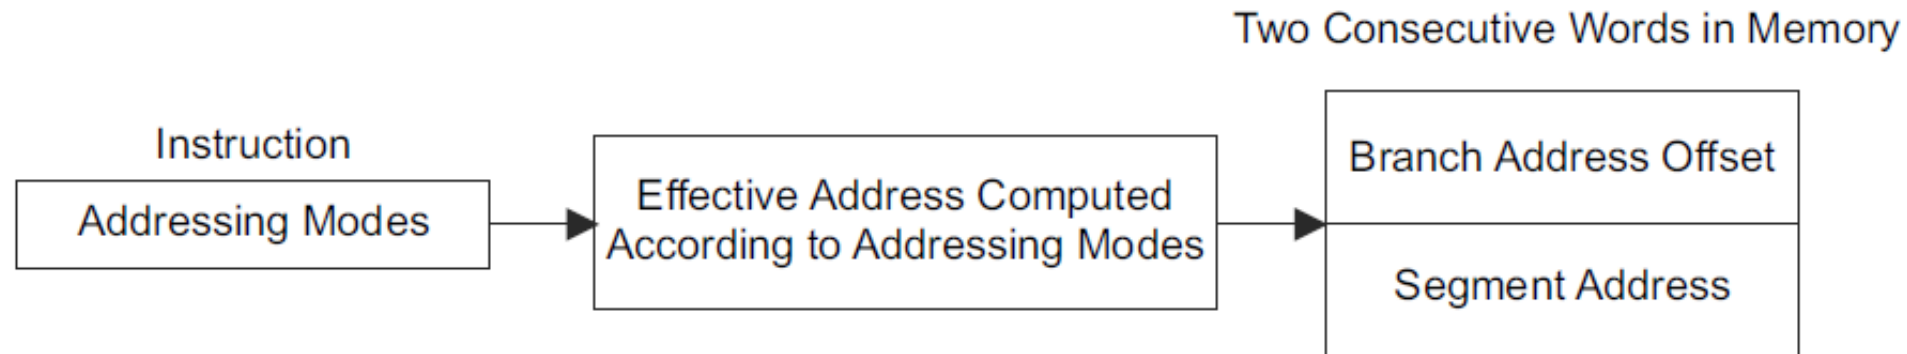 Two Consecutive Words in Memory
Instruction
Addressing Modes
Effective Address Computed
According to Addressing Modes
Branch Address Offset
Segment Address